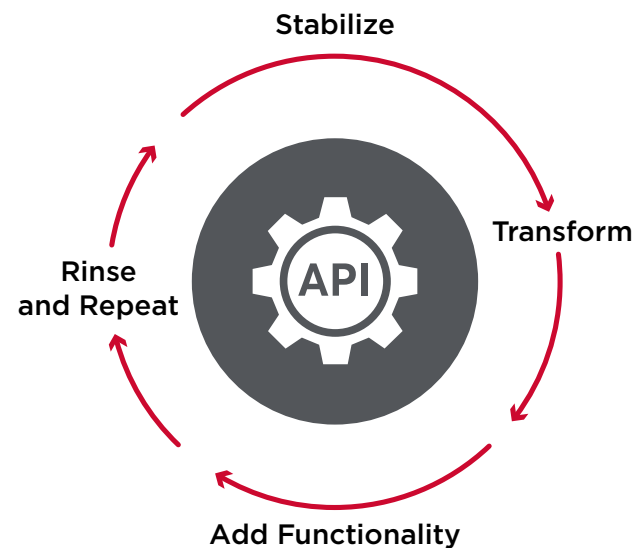 Stabilize
Transform
API
Rinse
and Repeat
Add Functionality